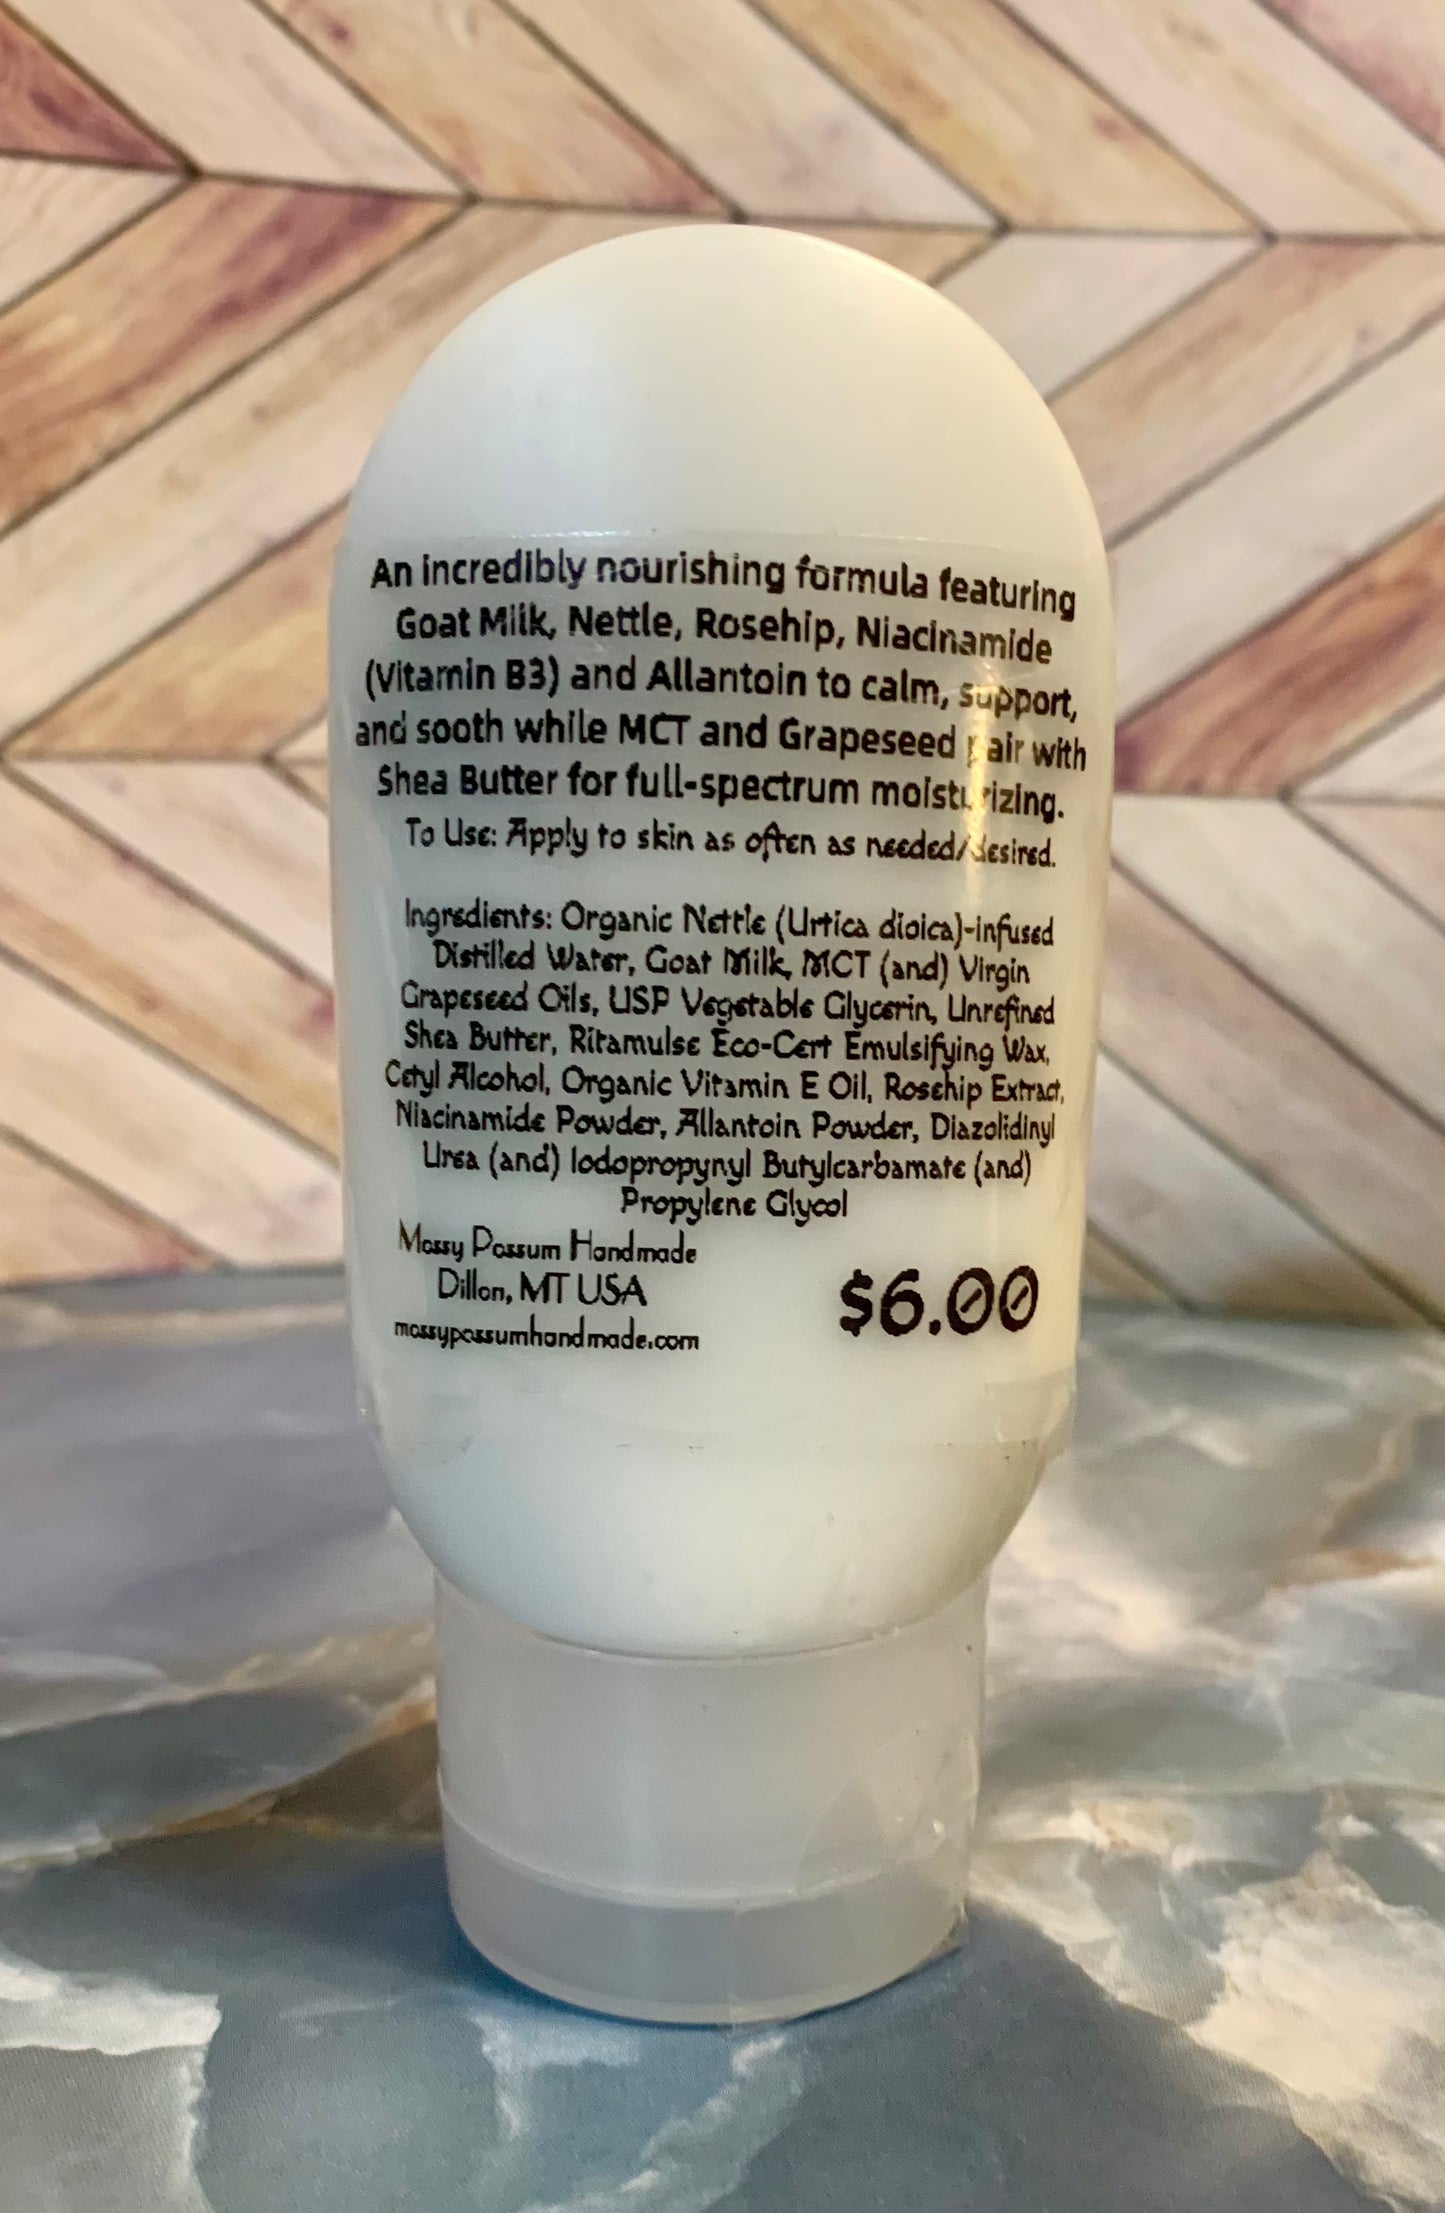 An incredibly nourishing formula featuring
Goat Milk, Nettle, Rosehip, Niacinamide
(Vitamin B3) and Allantoin to calm, support,
and sooth while MCT and Grapeseed pair with
Shea Butter for full-spectrum moisturizing.
To Use: Apply to skin as often as needed/desired.
Ingredients: Organic Nettle (Urtica dioica)-infused
Distilled Water, Goat Milk, MCT (and) Virgin
Grapeseed Oils, USP Vegetable Glycerin, Unrefined
Shea Butter, Ritamulse Eco-Cert Emulsifying Wax,
Cetyl Alcohol, Organic Vitamin E Oil, Rosehip Extract,
Niacinamide Powder, Allantoin Powder, Diazolidinyl
Urea (and) Iodopropynyl Butylcarbamate (and)
Propylene Glycol
Mossy Possum Handmade
Dillon, MT USA
mossypossumhandmade.com
$6.00